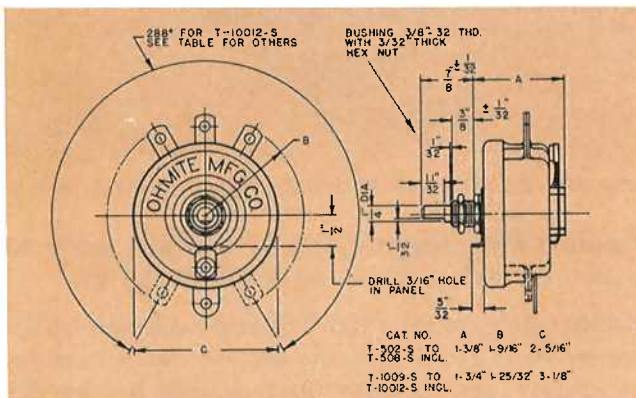 288° FOR T-10012-S
SEE TABLE FOR OTHERS
BUSHING 3/8"-32 THD.
WITH 3/32" THICK
HEX NUT
7"
8
± 1
32
A
3"
8
± 1"
32
B
OHMITE MFG. CO.
1"
32
1"
4 DIA.
1"
32
1"
2
DRILL 3/16" HOLE
IN PANEL
5"
32
C
CAT. NO. A B C
T-502-S TO 1-3/8" 1-9/16" 2-5/16"
T-508-S INCL.
T-1009-S TO 1-3/4" 1-25/32" 3-1/8"
T-10012-S INCL.